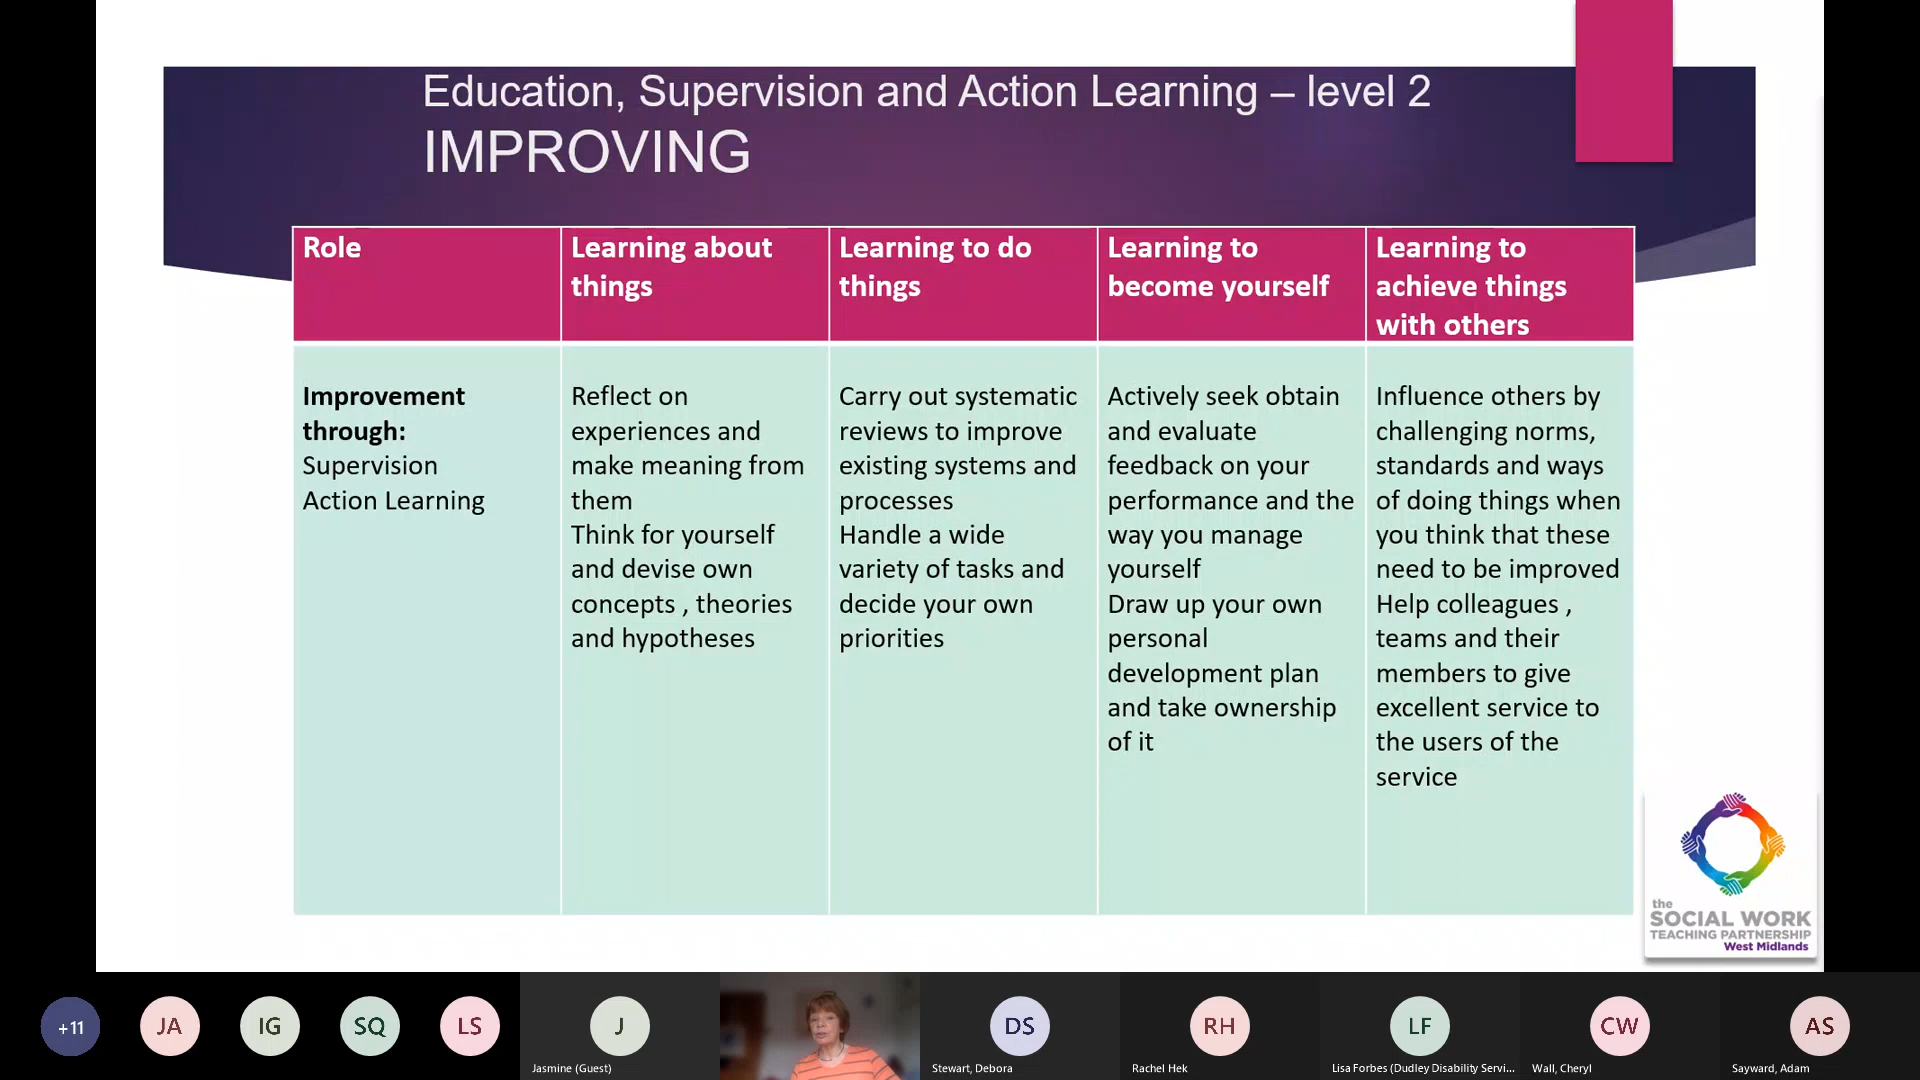 Education, Supervision and Action Learning – level 2
IMPROVING
Role
Learning about
things
Learning to do
things
Learning to
become yourself
Learning to
achieve things
with others
Improvement
through:
Supervision
Action Learning
Reflect on
experiences and
make meaning from
them
Think for yourself
and devise own
concepts , theories
and hypotheses
Carry out systematic
reviews to improve
existing systems and
processes
Handle a wide
variety of tasks and
decide your own
priorities
Actively seek obtain
and evaluate
feedback on your
performance and the
way you manage
yourself
Draw up your own
personal
development plan
and take ownership
of it
Influence others by
challenging norms,
standards and ways
of doing things when
you think that these
need to be improved
Help colleagues ,
teams and their
members to give
excellent service to
the users of the
service
the
SOCIAL WORK
TEACHING PARTNERSHIP
West Midlands
+11
JA
IG
SQ
LS
J
Jasmine (Guest)
DS
Stewart, Debora
RH
Rachel Hek
LF
Lisa Forbes (Dudley Disability Servi...
CW
Wall, Cheryl
AS
Sayward, Adam